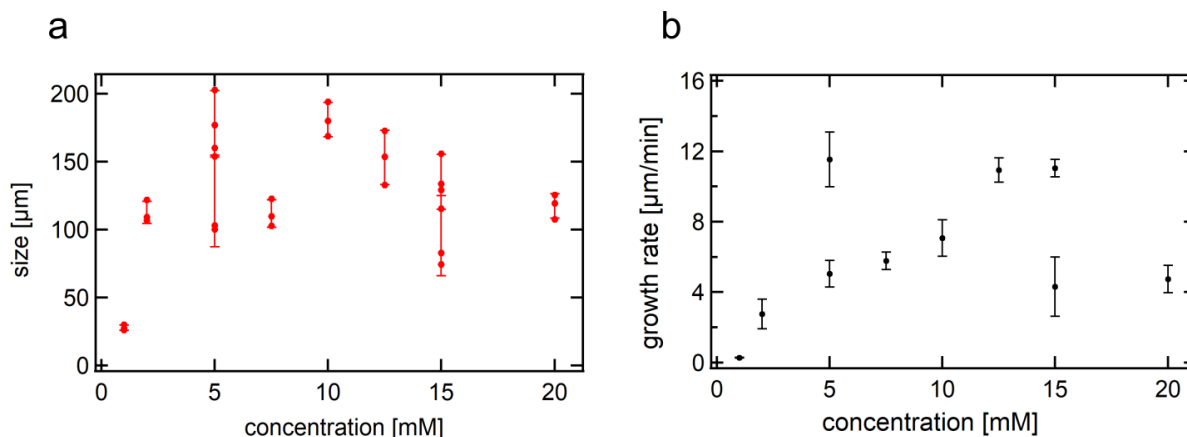 a
200
150
100
50
0
size [µm]
0 5 10 15 20
concentration [mM]
b
16
12
8
4
0
growth rate [µm/min]
0 5 10 15 20
concentration [mM]